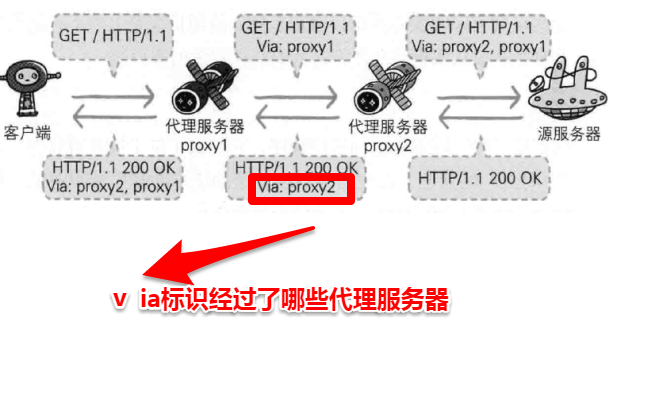 GET / HTTP/1.1
GET / HTTP/1.1
Via: proxy1
GET / HTTP/1.1
Via: proxy2, proxy1
客户端
代理服务器
proxy1
代理服务器
proxy2
源服务器
HTTP/1.1 200 OK
Via: proxy2, proxy1
HTTP/1.1 200 OK
Via: proxy2
HTTP/1.1 200 OK
v ia标识经过了哪些代理服务器